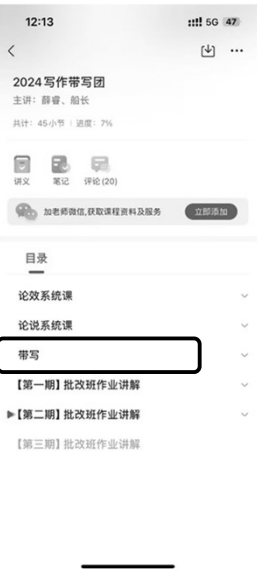 12:13
5G 47
2024写作带写团
主讲：薛睿、船长
共计：45小节 | 进度：7%
讲义 笔记 评论(20)
加老师微信,获取课程资料及服务 立即添加
目录
论效系统课
论说系统课
带写
【第一期】批改班作业讲解
【第二期】批改班作业讲解
【第三期】批改班作业讲解